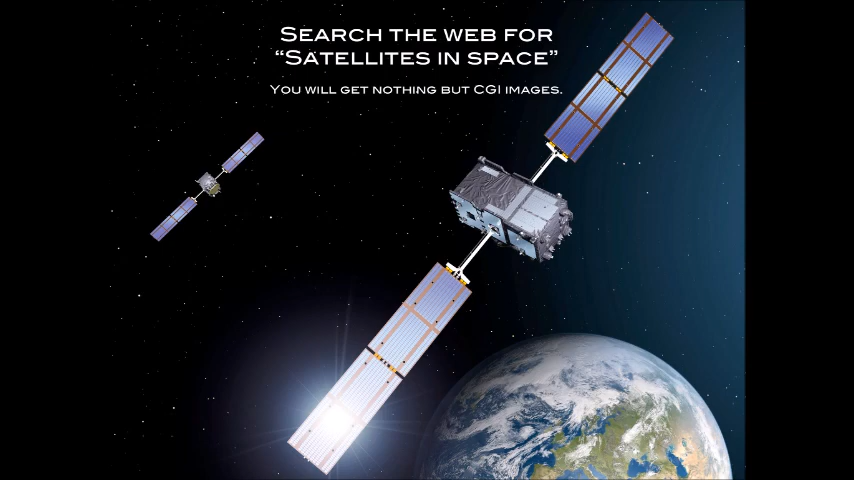 Search the web for
“Satellites in space”
You will get nothing but CGI images.